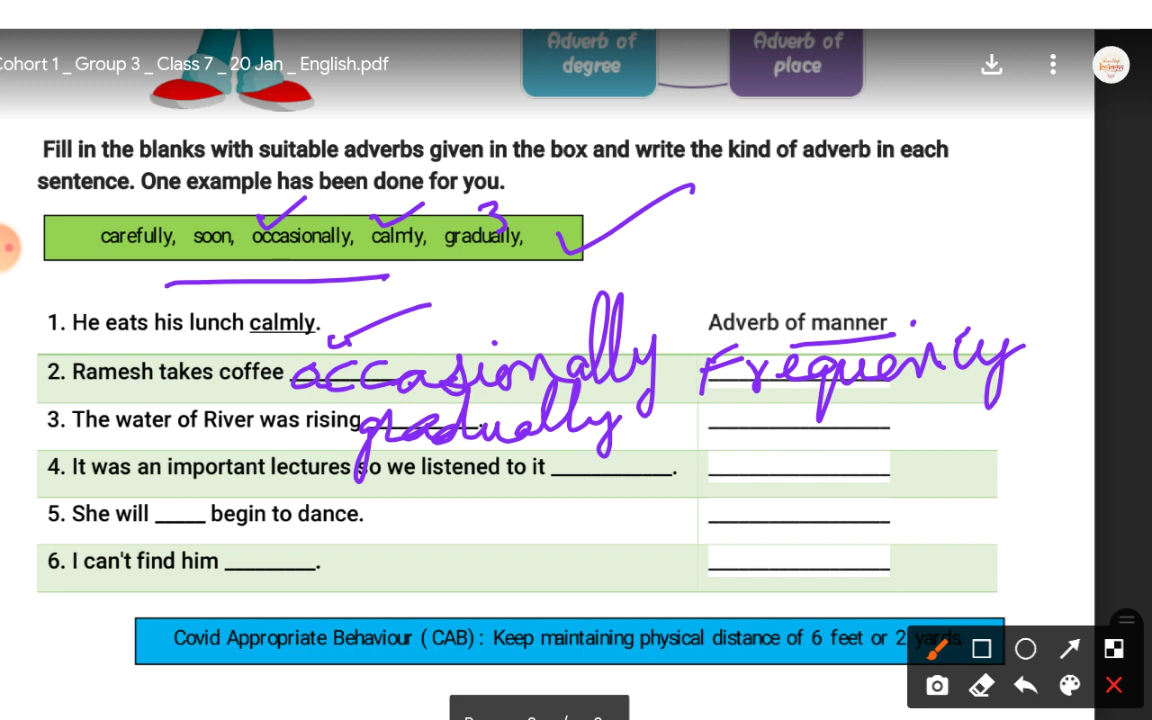 Adverb of
degree
Adverb of
place
Cohort 1 _ Group 3 _ Class 7 _ 20 Jan _ English.pdf
Fill in the blanks with suitable adverbs given in the box and write the kind of adverb in each
sentence. One example has been done for you.
carefully, soon, occasionally, calmly, gradually,
3
1. He eats his lunch calmly. Adverb of manner
2. Ramesh takes coffee occasionally Frequency
3. The water of River was rising gradually.
4. It was an important lectures so we listened to it __________.
5. She will _____ begin to dance.
6. I can't find him _________.
Covid Appropriate Behaviour ( CAB) : Keep maintaining physical distance of 6 feet or 2 yards.